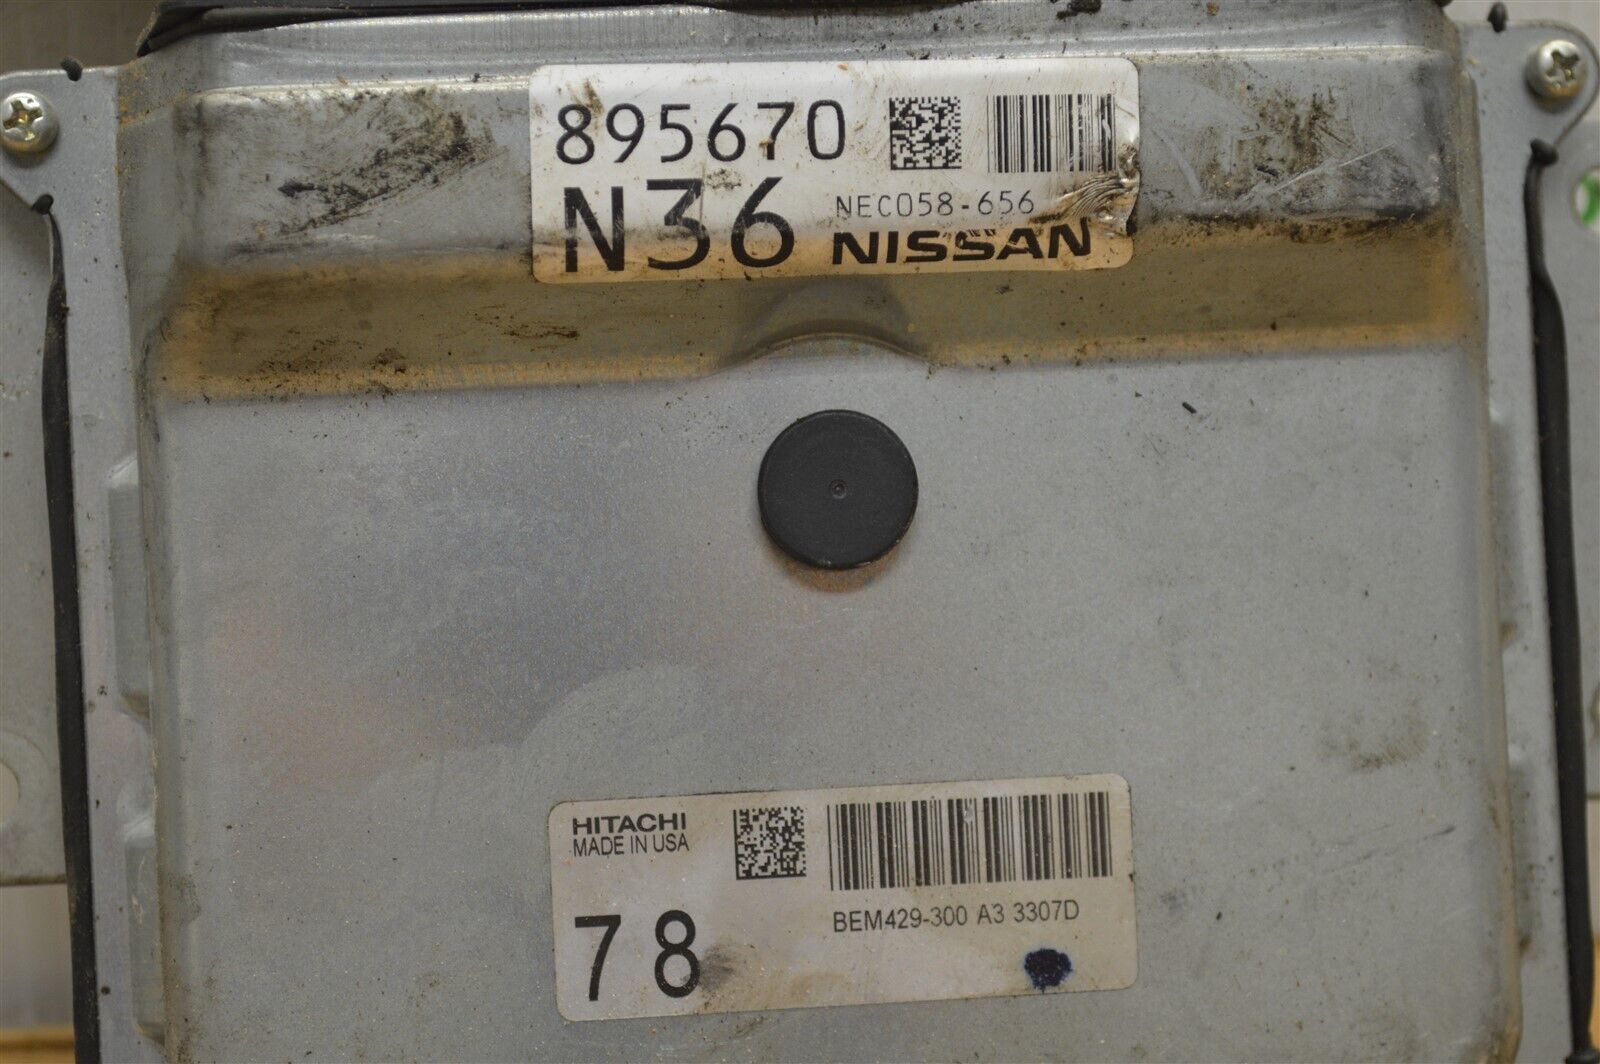 895670
N36
NEC058-656
NISSAN
HITACHI
MADE IN USA
78
BEM429-300 A3 3307D